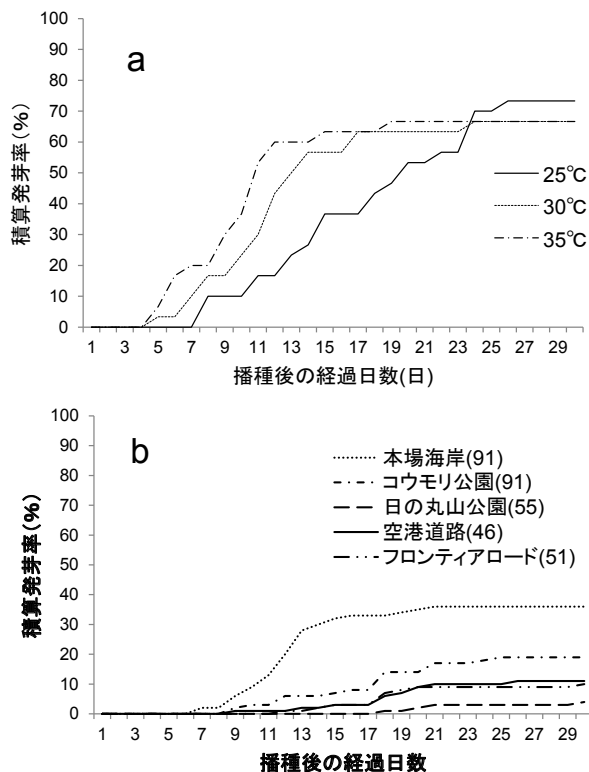 a
100
90
80
70
60
50
40
30
20
10
0
積算発芽率(%)
25℃
30℃
35℃
1 3 5 7 9 11 13 15 17 19 21 23 25 27 29
播種後の経過日数(日)
b
100
90
80
70
60
50
40
30
20
10
0
積算発芽率(%)
本場海岸(91)
コウモリ公園(91)
日の丸山公園(55)
空港道路(46)
フロンティアロード(51)
1 3 5 7 9 11 13 15 17 19 21 23 25 27 29
播種後の経過日数